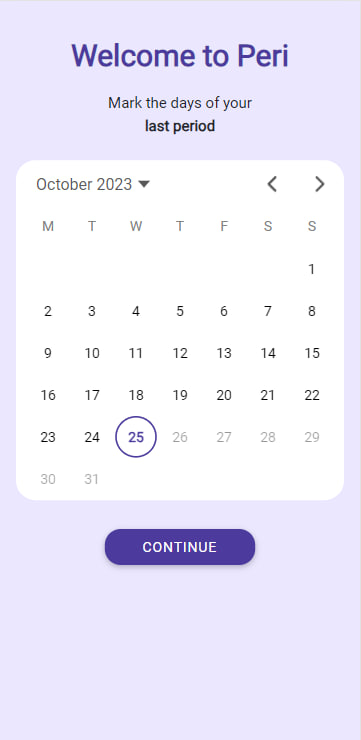 Welcome to Peri
Mark the days of your
last period
October 2023
M T W T F S S
1
2 3 4 5 6 7 8
9 10 11 12 13 14 15
16 17 18 19 20 21 22
23 24 25 26 27 28 29
30 31
CONTINUE